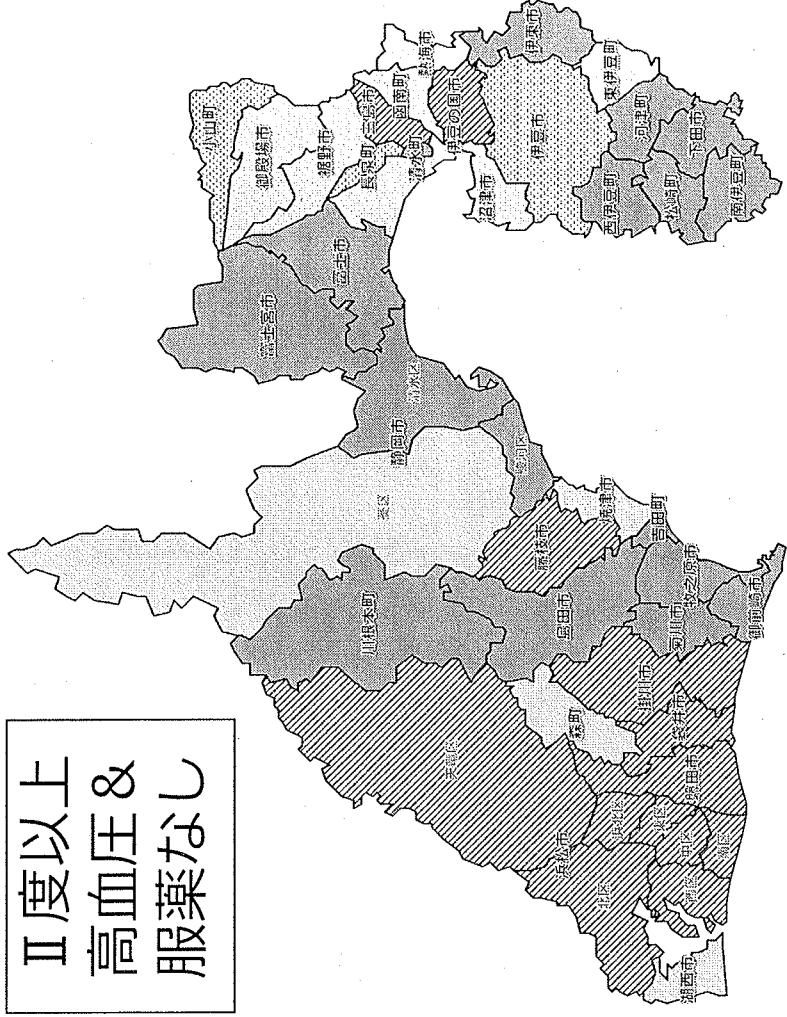 Ⅱ度以上
高血圧＆
服薬なし
小山町
御殿場市
裾野市
長泉町
三島市
清水町
函南町
熱海市
伊豆の国市
伊東市
沼津市
伊豆市
東伊豆町
西伊豆町
河津町
松崎町
下田市
南伊豆町
富士宮市
富士市
清水区
静岡市
駿河区
葵区
藤枝市
焼津市
吉田町
川根本町
島田市
牧之原市
菊川市
御前崎市
掛川市
森町
袋井市
磐田市
天竜区
浜松市
浜北区
北区
東区
中区
西区
南区
湖西市